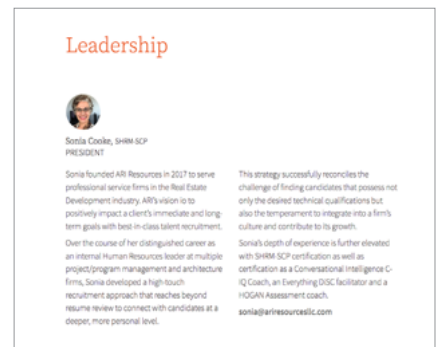 Leadership
Sonia Cooke, SHRM-SCP
PRESIDENT
Sonia founded ARI Resources in 2017 to serve
professional service firms in the Real Estate
Development industry. ARI's vision is to
positively impact a client's immediate and long-
term goals with best-in-class talent recruitment.
Over the course of her distinguished career as
an internal Human Resources leader at multiple
project/program management and architecture
firms, Sonia developed a high-touch
recruitment approach that reaches beyond
resume review to connect with candidates at a
deeper, more personal level.
This strategy successfully reconciles the
challenge of finding candidates that possess not
only the desired technical qualifications but
also the temperament to integrate into a firm's
culture and contribute to its growth.
Sonia's depth of experience is further elevated
with SHRM-SCP certification as well as
certification as a Conversational Intelligence C-
IQ Coach, an Everything DiSC facilitator and a
HOGAN Assessment coach.
sonia@ariresourcesllc.com